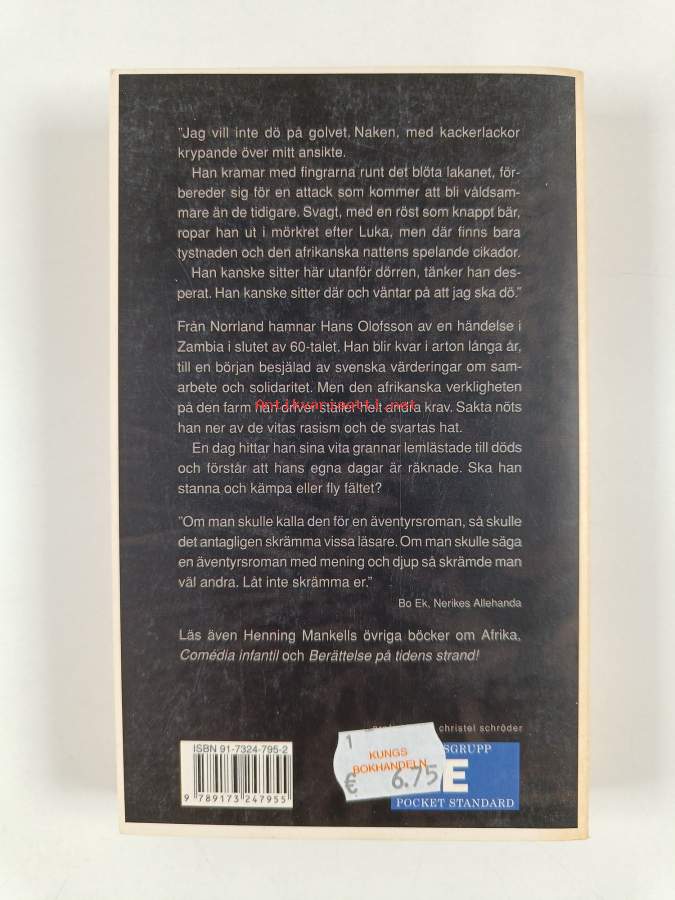 "Jag vill inte dö på golvet. Naken, med kackerlackor
krypande över mitt ansikte.
Han kramar med fingrarna runt det blöta lakanet, för-
bereder sig för en attack som kommer att bli våldsam-
mare än de tidigare. Svagt, med en röst som knappt bär,
ropar han ut i mörkret efter Luka, men där finns bara
tystnaden och den afrikanska nattens spelande cikador.
Han kanske sitter här utanför dörren, tänker han des-
perat. Han kanske sitter där och väntar på att jag ska dö."
Från Norrland hamnar Hans Olofsson av en händelse i
Zambia i slutet av 60-talet. Han blir kvar i arton långa år,
till en början besjälad av svenska värderingar om sam-
arbete och solidaritet. Men den afrikanska verkligheten
på den farm han driver ställer helt andra krav. Sakta nöts
Antikvariaatti.net
han ner av de vitas rasism och de svartas hat.
En dag hittar han sina vita grannar lemlästade till döds
och förstår att hans egna dagar är räknade. Ska han
stanna och kämpa eller fly fältet?
"Om man skulle kalla den för en äventyrsroman, så skulle
det antagligen skrämma vissa läsare. Om man skulle säga
en äventyrsroman med mening och djup så skrämde man
väl andra. Låt inte skrämma er."
Bo Ek, Nerikes Allehanda
Läs även Henning Mankells övriga böcker om Afrika,
Comédia infantil och Berättelse på tidens strand!
christel schröder
ISBN 91-7324-795-2
9 789173 247955
1
KUNGS
BOKHANDELN
€ 6.75
SGRUPP
E
POCKET STANDARD